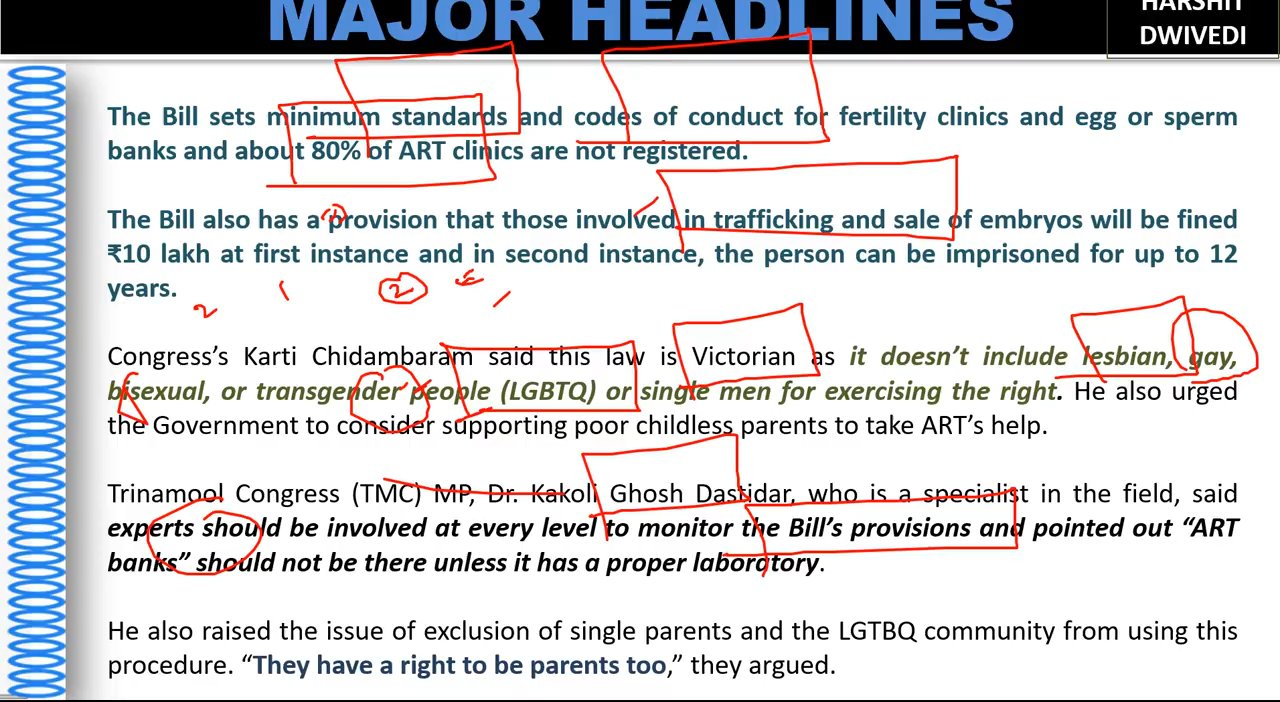 MAJOR HEADLINES
HARSHIT
DWIVEDI
The Bill sets minimum standards and codes of conduct for fertility clinics and egg or sperm
banks and about 80% of ART clinics are not registered.
The Bill also has a provision that those involved in trafficking and sale of embryos will be fined
₹10 lakh at first instance and in second instance, the person can be imprisoned for up to 12
years.
2 1 2
Congress’s Karti Chidambaram said this law is Victorian as it doesn’t include lesbian, gay,
bisexual, or transgender people (LGBTQ) or single men for exercising the right. He also urged
the Government to consider supporting poor childless parents to take ART’s help.
Trinamool Congress (TMC) MP, Dr. Kakoli Ghosh Dastidar, who is a specialist in the field, said
experts should be involved at every level to monitor the Bill’s provisions and pointed out “ART
banks” should not be there unless it has a proper laboratory.
He also raised the issue of exclusion of single parents and the LGTBQ community from using this
procedure. “They have a right to be parents too,” they argued.